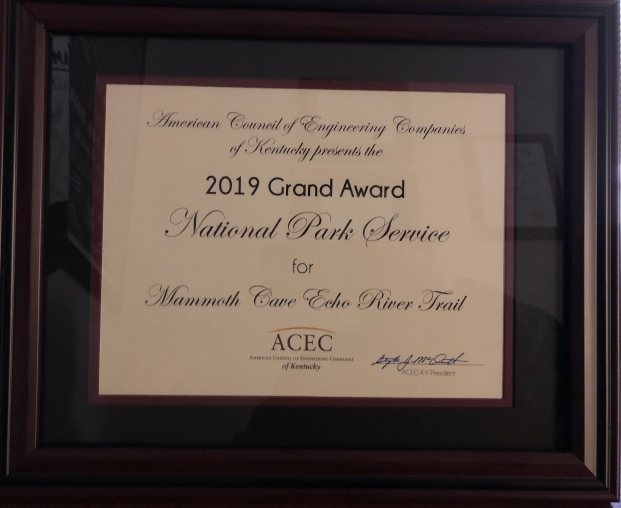 American Council of Engineering Companies
of Kentucky presents the
2019 Grand Award
National Park Service
for
Mammoth Cave Echo River Trail
ACEC
AMERICAN COUNCIL OF ENGINEERING COMPANIES
of Kentucky
ACEC-KY President